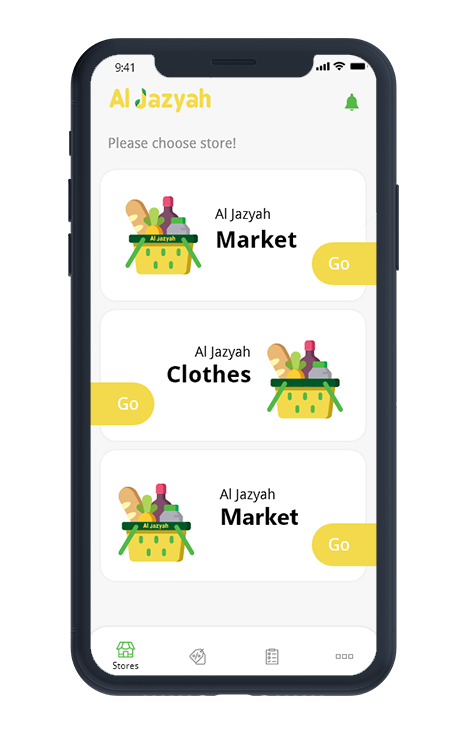 9:41
Al Jazyah
Please choose store!
Al Jazyah
Al Jazyah
Market
Go
Al Jazyah
Clothes
Go
Al Jazyah
Al Jazyah
Market
Go
Stores